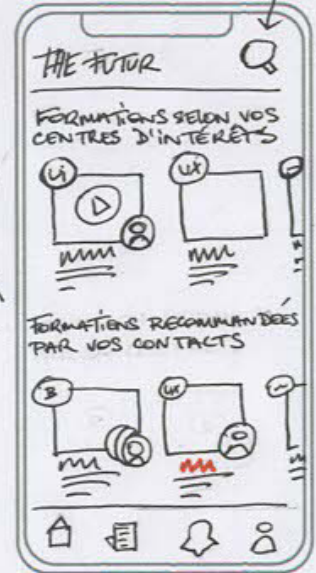 THE FUTUR
FORMATIONS SELON VOS
CENTRES D'INTÉRÊTS
Ui
UX
FORMATIONS RECOMMANDÉES
PAR VOS CONTACTS
B
UX